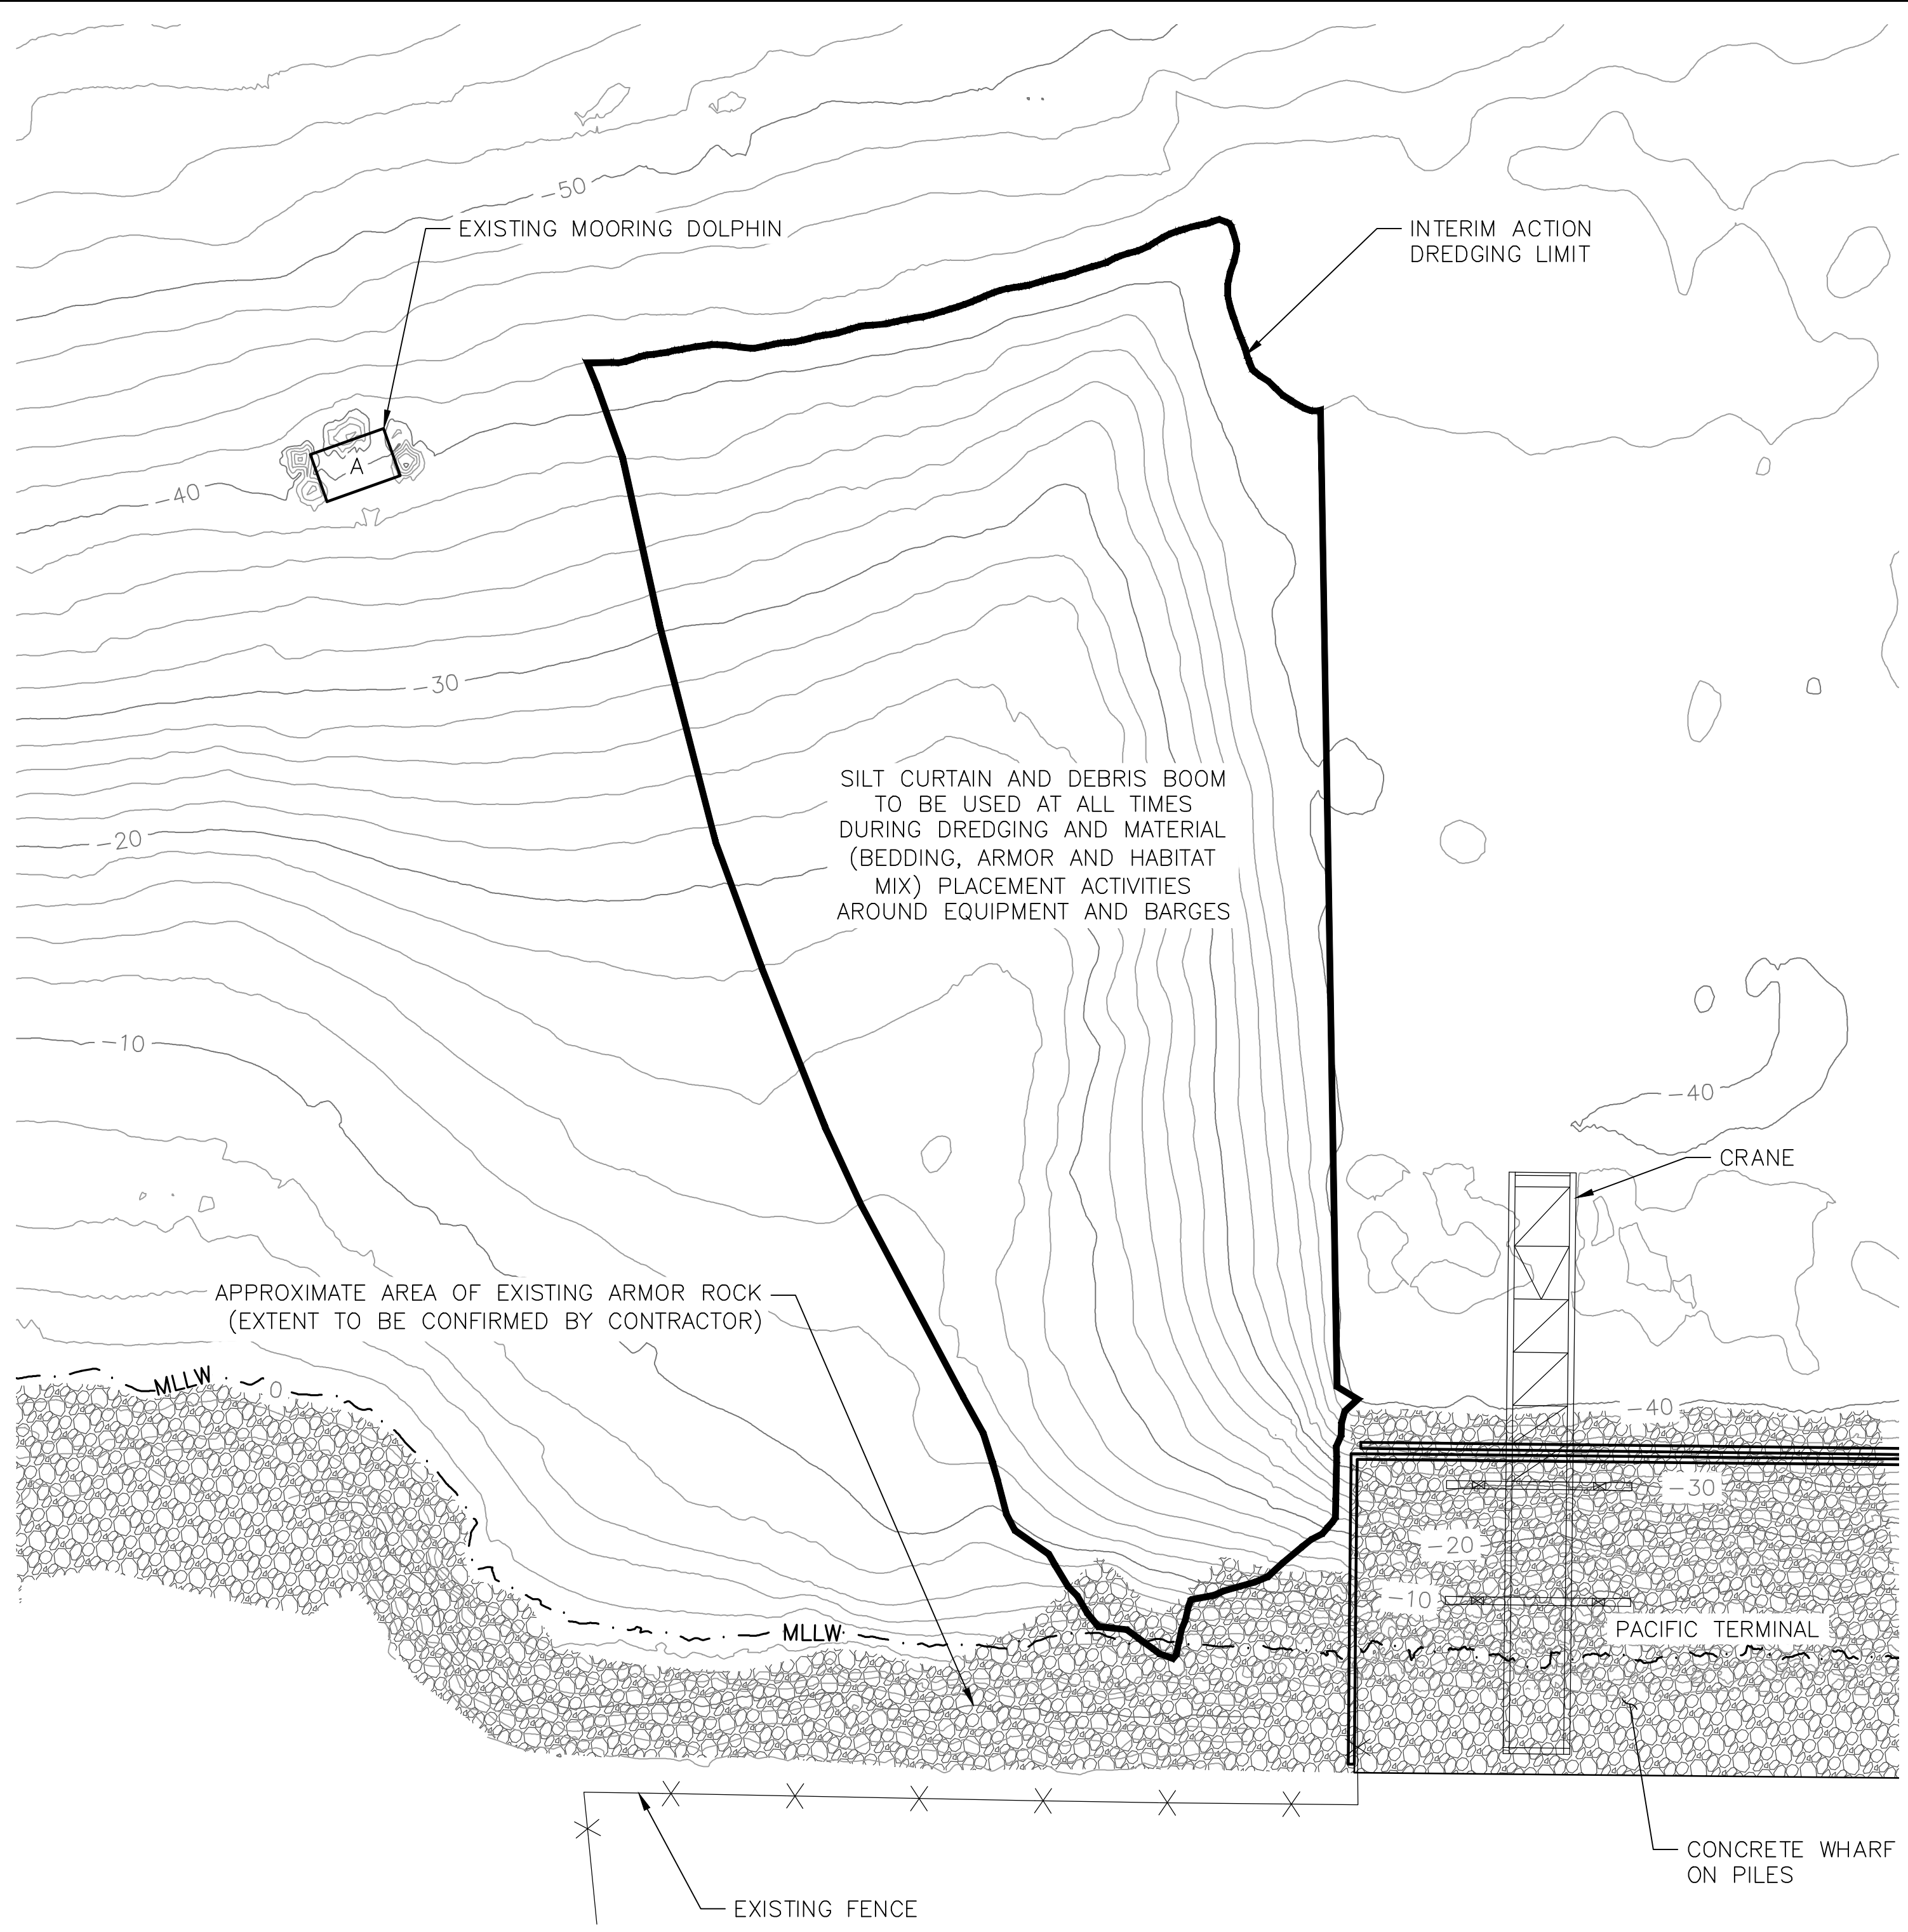 -50
EXISTING MOORING DOLPHIN
INTERIM ACTION
DREDGING LIMIT
A
-40
-30
SILT CURTAIN AND DEBRIS BOOM
TO BE USED AT ALL TIMES
DURING DREDGING AND MATERIAL
(BEDDING, ARMOR AND HABITAT
MIX) PLACEMENT ACTIVITIES
AROUND EQUIPMENT AND BARGES
-20
-10
-40
CRANE
APPROXIMATE AREA OF EXISTING ARMOR ROCK
(EXTENT TO BE CONFIRMED BY CONTRACTOR)
MLLW
0
-40
-30
-20
-10
MLLW
PACIFIC TERMINAL
CONCRETE WHARF
ON PILES
EXISTING FENCE